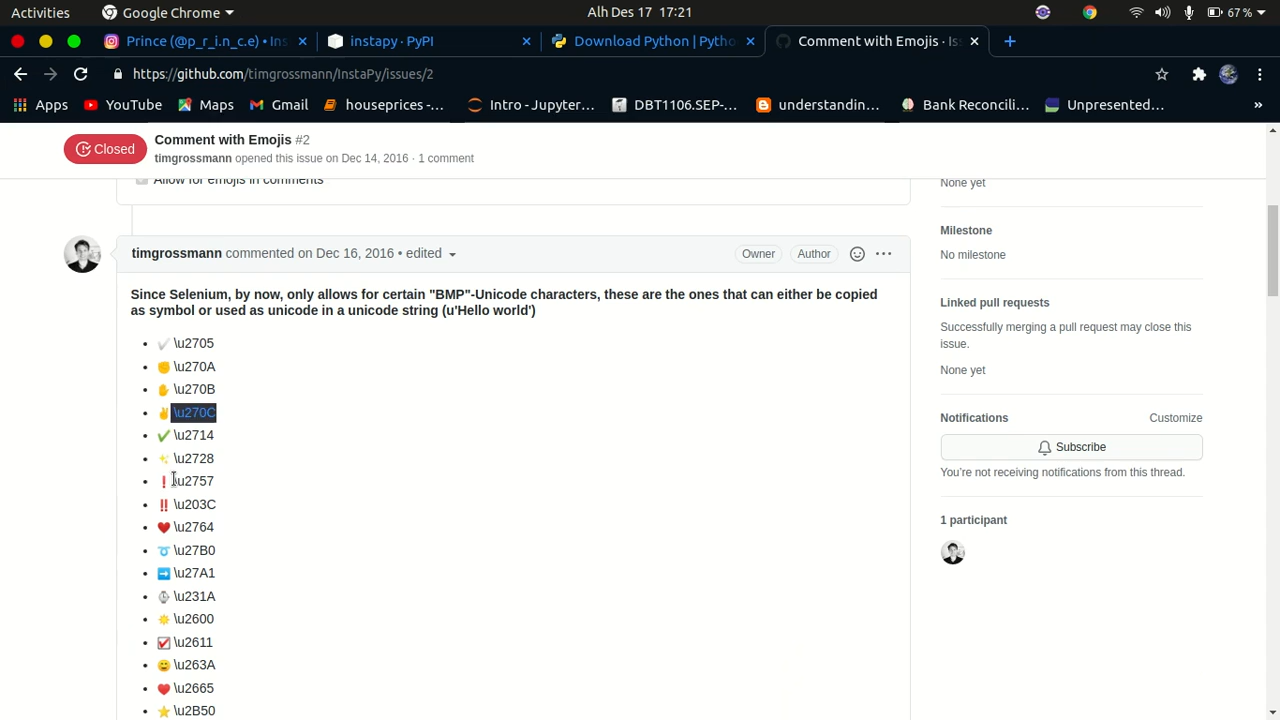 Activities Google Chrome Alh Des 17 17:21 67 %
Prince (@p_r_i.n_c.e) • Ins instapy · PyPI Download Python | Pytho Comment with Emojis · Iss
https://github.com/timgrossmann/InstaPy/issues/2
Apps YouTube Maps Gmail houseprices -... Intro - Jupyter... DBT1106.SEP-... understandin... Bank Reconcili... Unpresented... »
Closed Comment with Emojis #2
timgrossmann opened this issue on Dec 14, 2016 · 1 comment
Allow for emojis in comments
timgrossmann commented on Dec 16, 2016 • edited Owner Author
Since Selenium, by now, only allows for certain "BMP"-Unicode characters, these are the ones that can either be copied
as symbol or used as unicode in a unicode string (u'Hello world')
• ✅ \u2705
• ✊ \u270A
• ✋ \u270B
• ✌ \u270C
• ✔ \u2714
• ✨ \u2728
• ❗ \u2757
• ‼ \u203C
• ❤ \u2764
• ➰ \u27B0
• ➡ \u27A1
• ⌚ \u231A
• ☀ \u2600
• ☑ \u2611
• ☺ \u263A
• ♥ \u2665
• ⭐ \u2B50
None yet
Milestone
No milestone
Linked pull requests
Successfully merging a pull request may close this
issue.
None yet
Notifications Customize
Subscribe
You're not receiving notifications from this thread.
1 participant